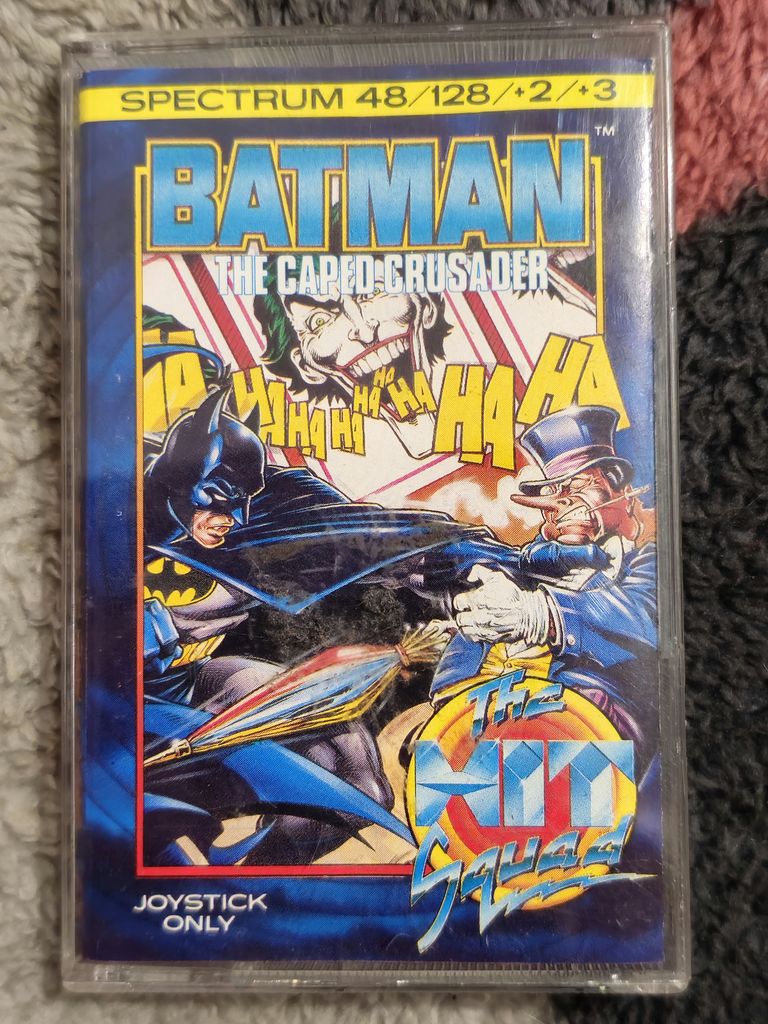 SPECTRUM 48/128/+2/+3
BATMAN TM
THE CAPED CRUSADER
HA HA HA HA HA HA HA HA HA HA
The
HIT
Squad
JOYSTICK
ONLY